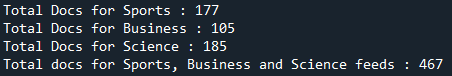 Total Docs for Sports : 177
Total Docs for Business : 105
Total Docs for Science : 185
Total docs for Sports, Business and Science feeds : 467